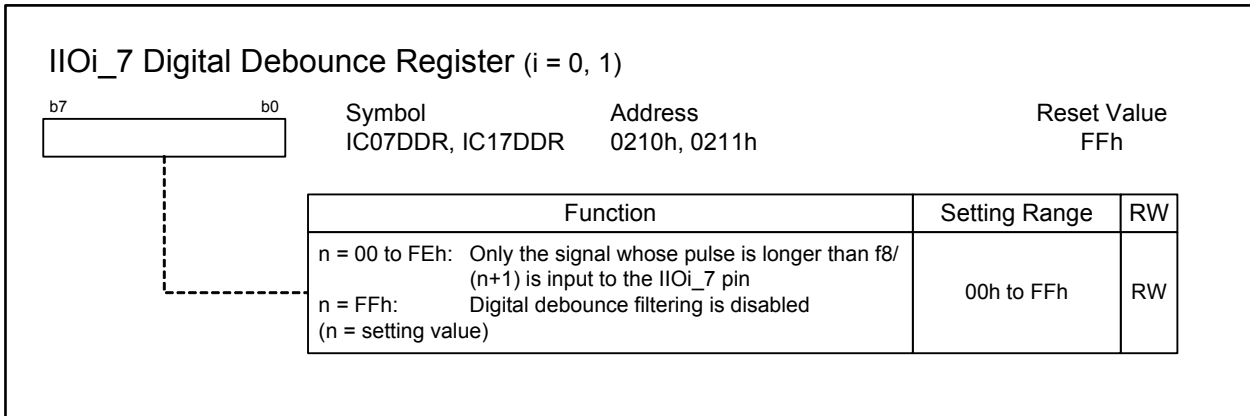 IIOi_7 Digital Debounce Register (i = 0, 1)
b7 b0 Symbol Address Reset Value
IC07DDR, IC17DDR 0210h, 0211h FFh
Function Setting Range RW
n = 00 to FEh: Only the signal whose pulse is longer than f8/
(n+1) is input to the IIOi_7 pin
n = FFh: Digital debounce filtering is disabled
(n = setting value)
00h to FFh RW